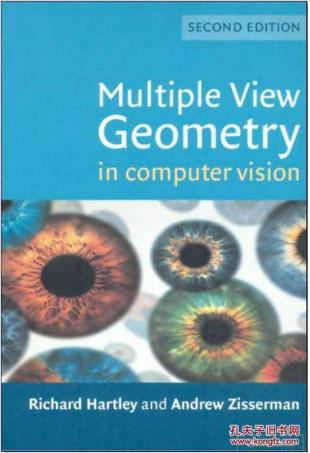 SECOND EDITION
Multiple View
Geometry
in computer vision
Richard Hartley and Andrew Zisserman
孔夫子旧书网
www.kongfz.com